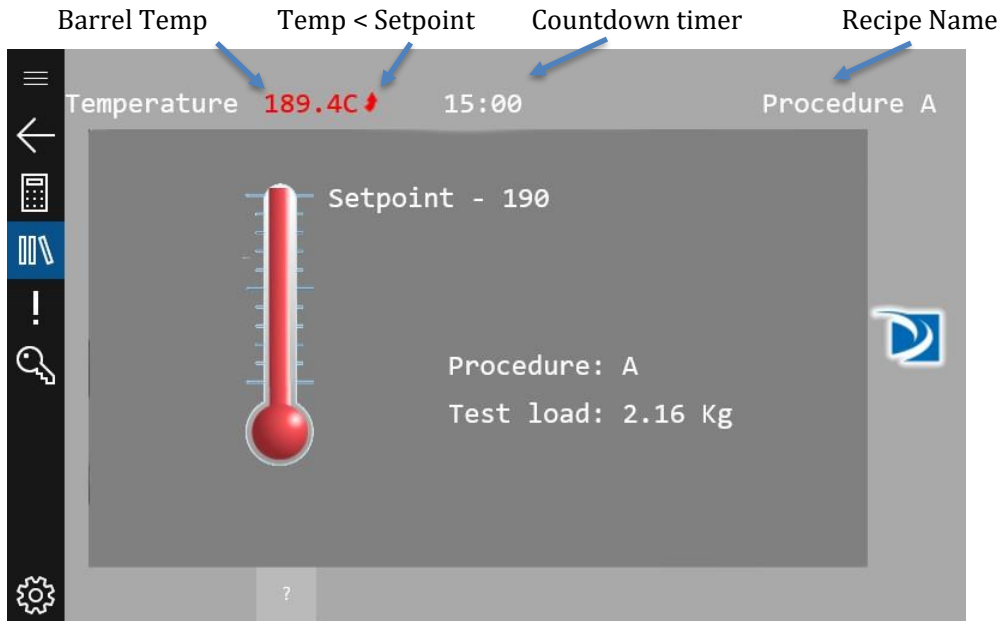 Barrel Temp Temp < Setpoint Countdown timer Recipe Name
Temperature 189.4C 15:00 Procedure A
Setpoint - 190
Procedure: A
Test load: 2.16 Kg
?